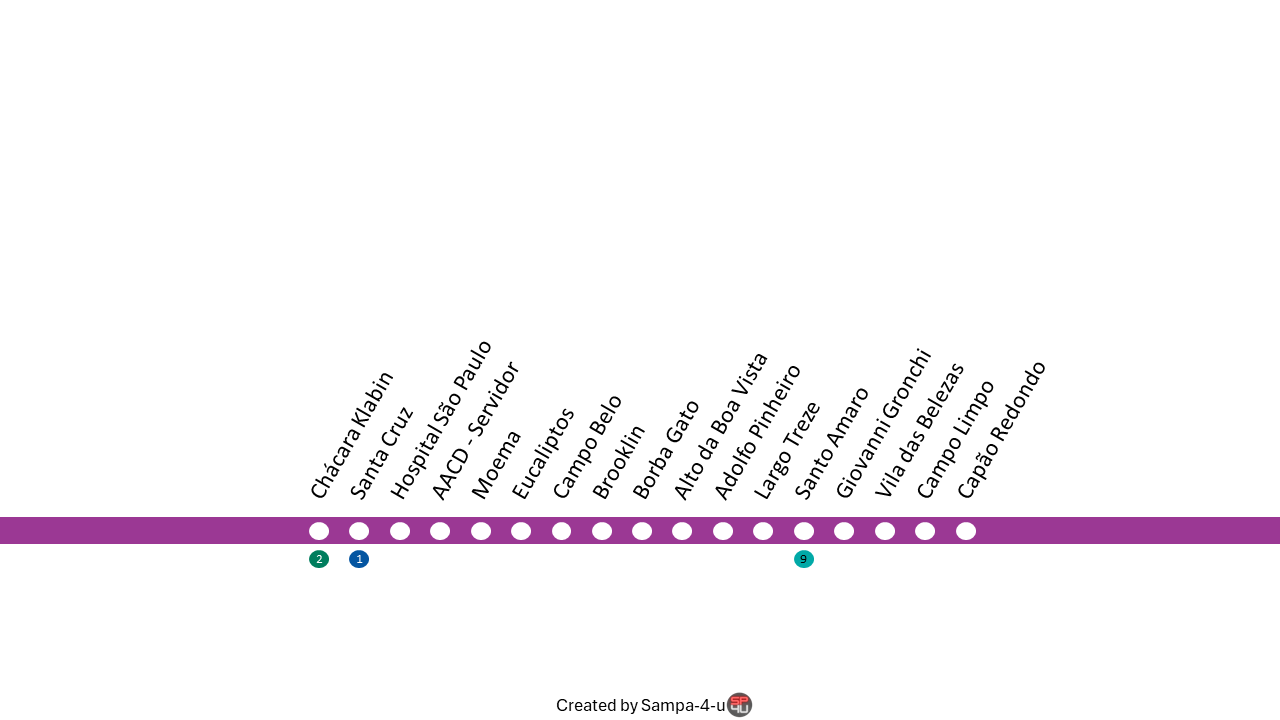 Chácara Klabin
Santa Cruz
Hospital São Paulo
AACD - Servidor
Moema
Eucaliptos
Campo Belo
Brooklin
Borba Gato
Alto da Boa Vista
Adolfo Pinheiro
Largo Treze
Santo Amaro
Giovanni Gronchi
Vila das Belezas
Campo Limpo
Capão Redondo
2
1
9
Created by Sampa-4-u
SP
4U